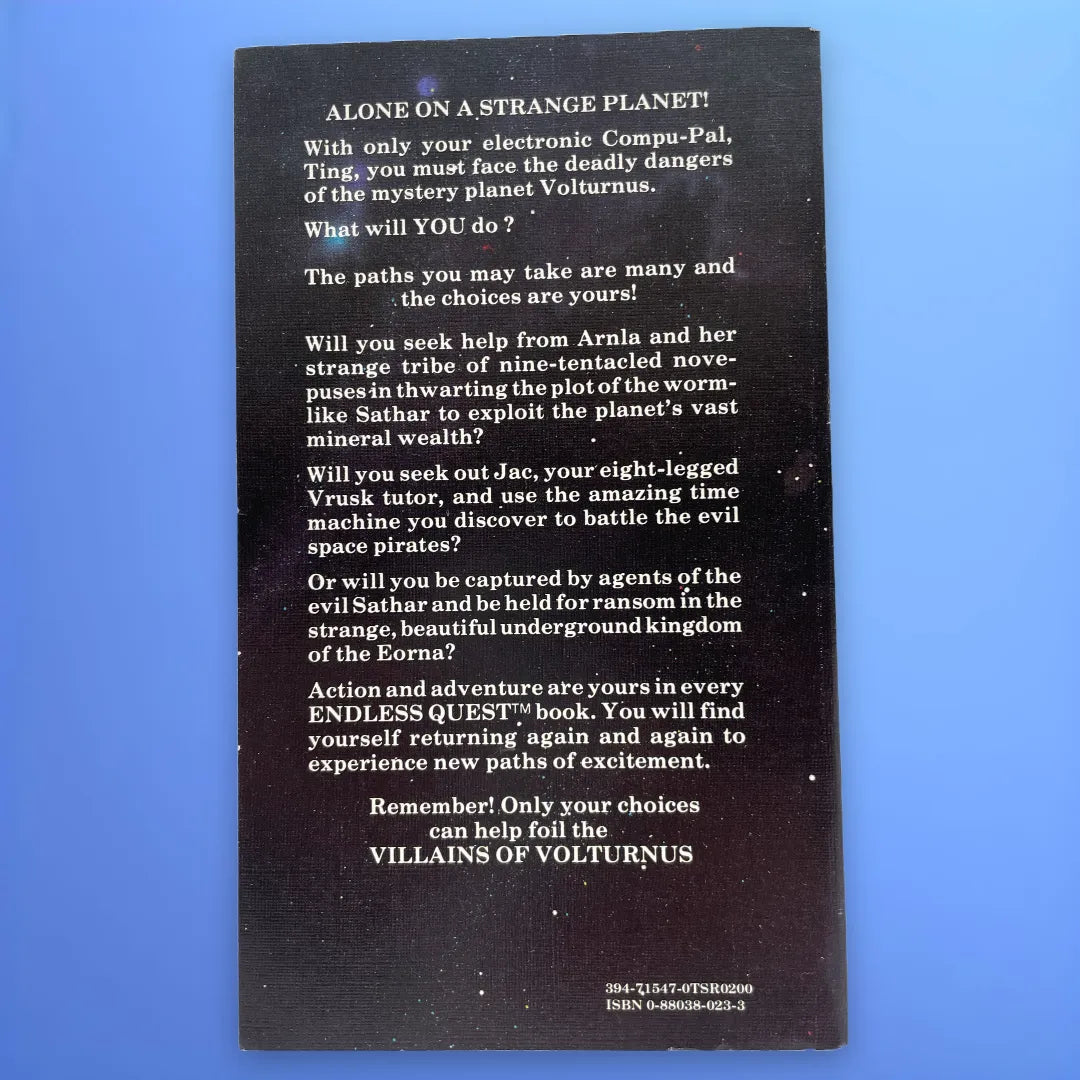 ALONE ON A STRANGE PLANET!
With only your electronic Compu-Pal,
Ting, you must face the deadly dangers
of the mystery planet Volturnus.
What will YOU do ?
The paths you may take are many and
the choices are yours!
Will you seek help from Arnla and her
strange tribe of nine-tentacled nove-
puses in thwarting the plot of the worm-
like Sathar to exploit the planet's vast
mineral wealth?
Will you seek out Jac, your eight-legged
Vrusk tutor, and use the amazing time
machine you discover to battle the evil
space pirates?
Or will you be captured by agents of the
evil Sathar and be held for ransom in the
strange, beautiful underground kingdom
of the Eorna?
Action and adventure are yours in every
ENDLESS QUEST™ book. You will find
yourself returning again and again to
experience new paths of excitement.
Remember! Only your choices
can help foil the
VILLAINS OF VOLTURNUS
394-71547-0TSR0200
ISBN 0-88038-023-3